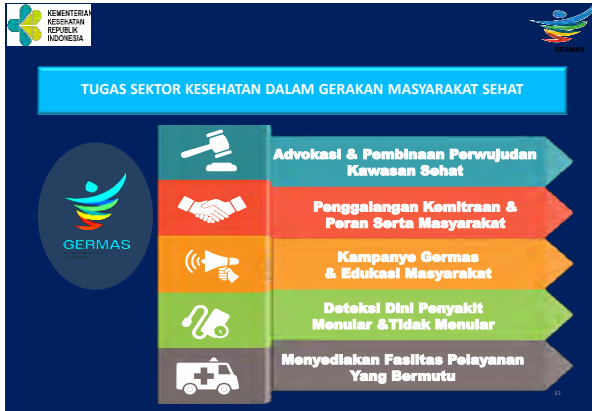 KEMENTERIAN
KESEHATAN
REPUBLIK
INDONESIA
GERMAS
TUGAS SEKTOR KESEHATAN DALAM GERAKAN MASYARAKAT SEHAT
GERMAS
Advokasi & Pembinaan Perwujudan
Kawasan Sehat
Penggalangan Kemitraan &
Peran Serta Masyarakat
Kampanye Germas
& Edukasi Masyarakat
Deteksi Dini Penyakit
Menular &Tidak Menular
Menyediakan Fasilitas Pelayanan
Yang Bermutu
31